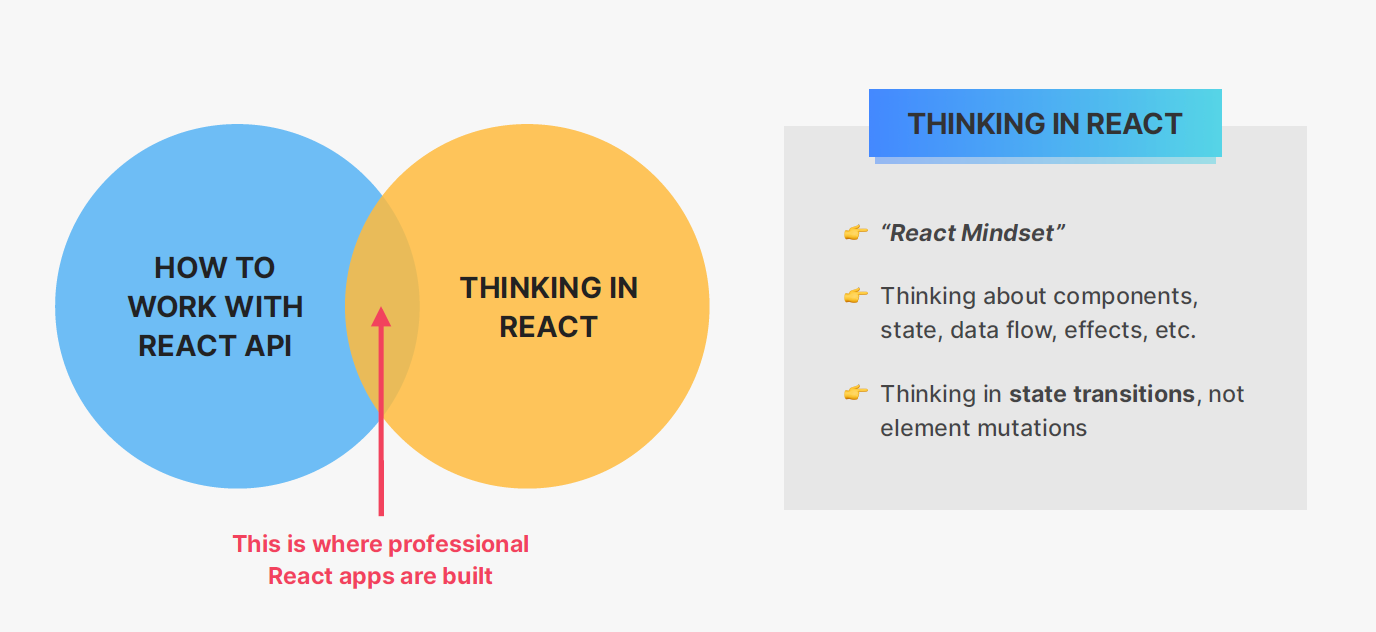 HOW TO
WORK WITH
REACT API
THINKING IN
REACT
This is where professional
React apps are built
THINKING IN REACT
👉 “React Mindset”
👉 Thinking about components,
state, data flow, effects, etc.
👉 Thinking in state transitions, not
element mutations